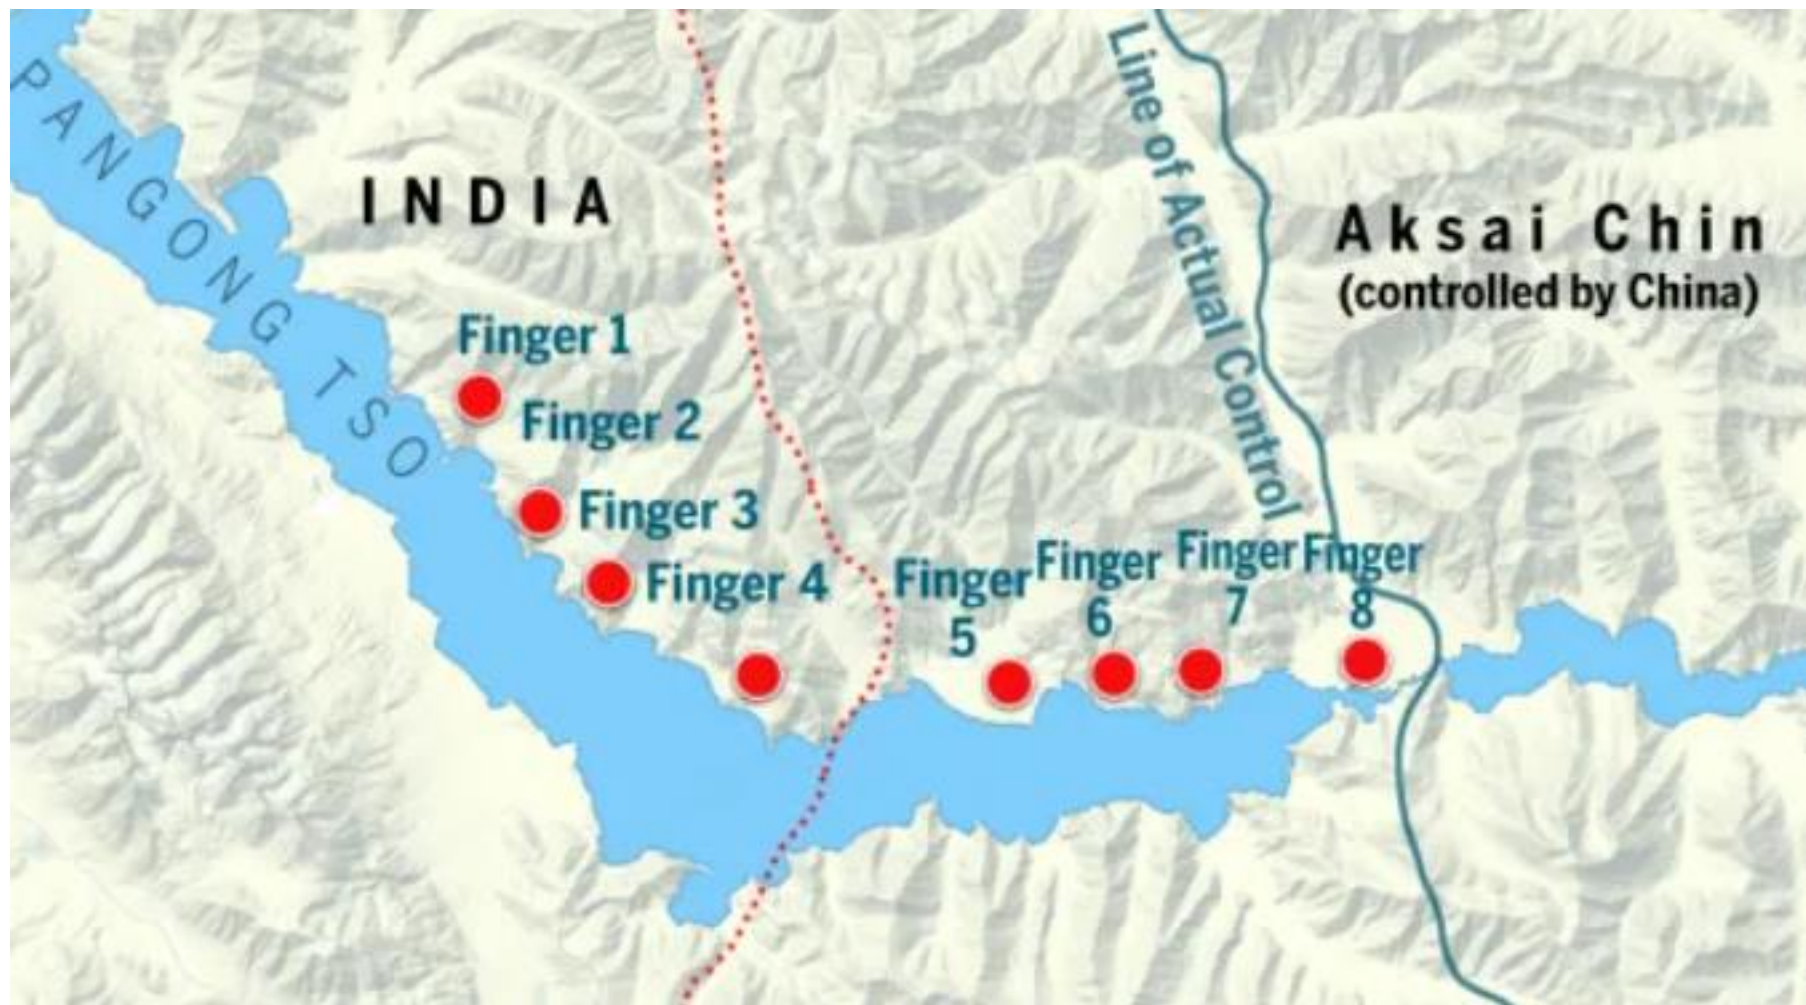 PANGONG TSO
INDIA
Line of Actual Control
Aksai Chin
(controlled by China)
Finger 1
Finger 2
Finger 3
Finger 4
Finger
5
Finger
6
Finger
7
Finger
8